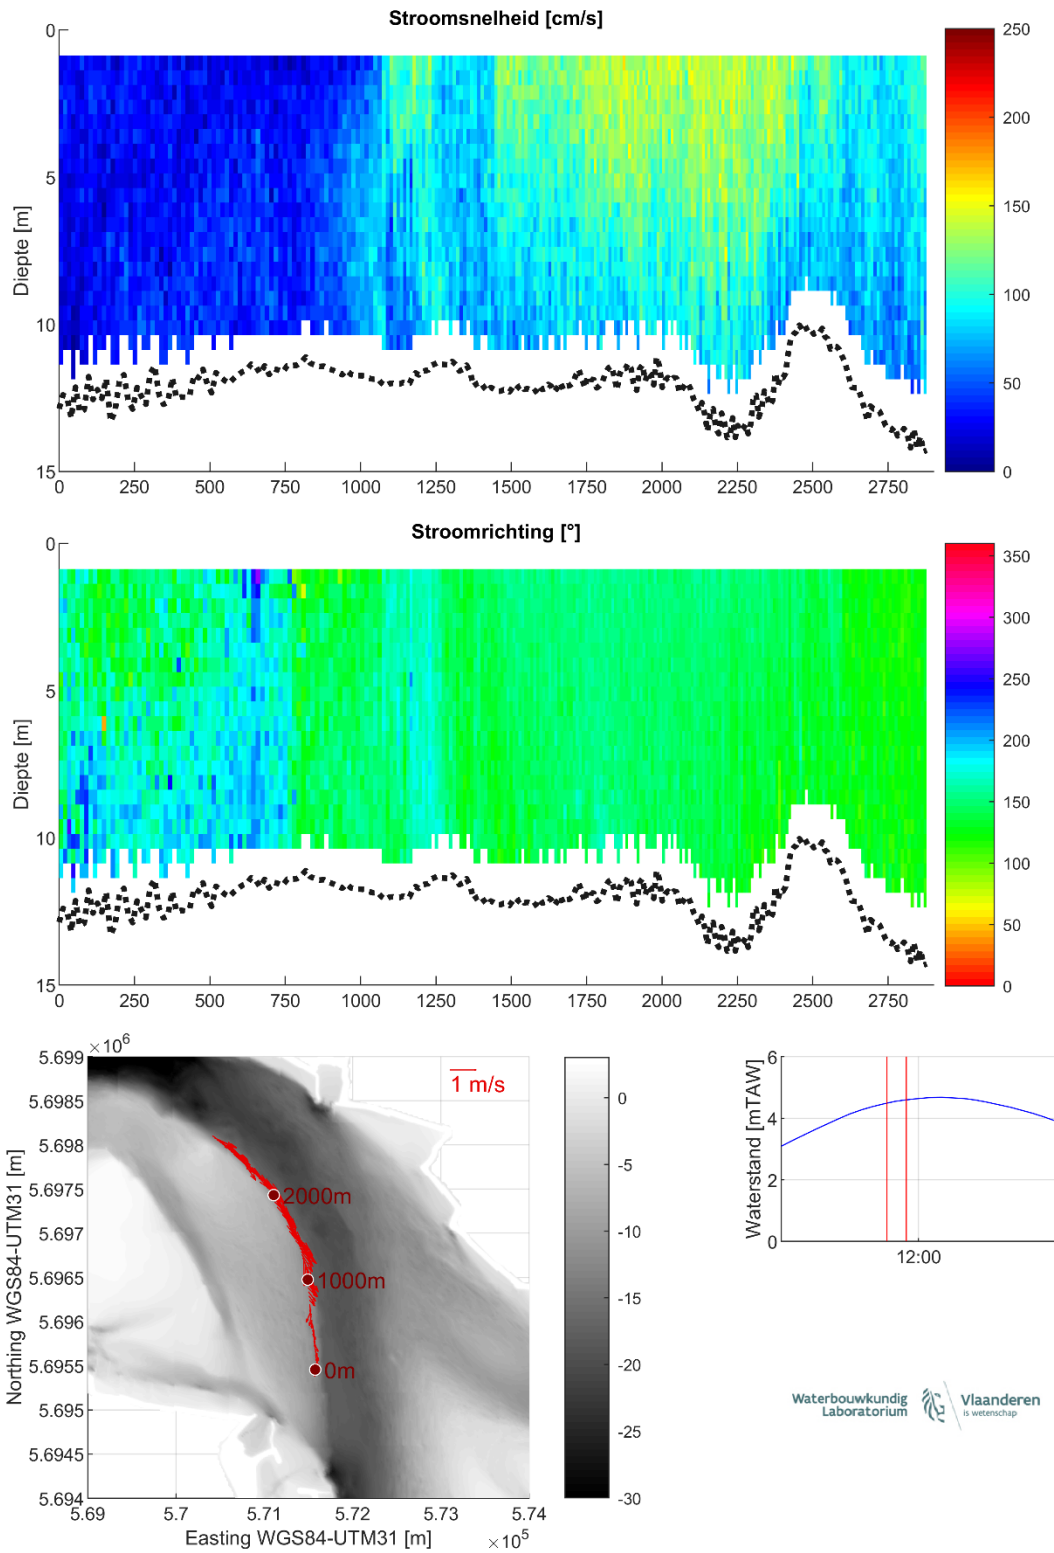 Stroomsnelheid [cm/s]
Diepte [m]
0
5
10
15
0 250 500 750 1000 1250 1500 1750 2000 2250 2500 2750
250
200
150
100
50
0
Stroomrichting [°]
Diepte [m]
0
5
10
15
0 250 500 750 1000 1250 1500 1750 2000 2250 2500 2750
350
300
250
200
150
100
50
0
×10⁶
Northing WGS84-UTM31 [m]
5.699
5.6985
5.698
5.6975
5.697
5.6965
5.696
5.6955
5.695
5.6945
5.694
1 m/s
2000m
1000m
0m
5.69 5.7 5.71 5.72 5.73 5.74
Easting WGS84-UTM31 [m]
×10⁵
0
-5
-10
-15
-20
-25
-30
Waterstand [mTAW]
6
4
2
0
12:00
Waterbouwkundig
Laboratorium
Vlaanderen
is wetenschap